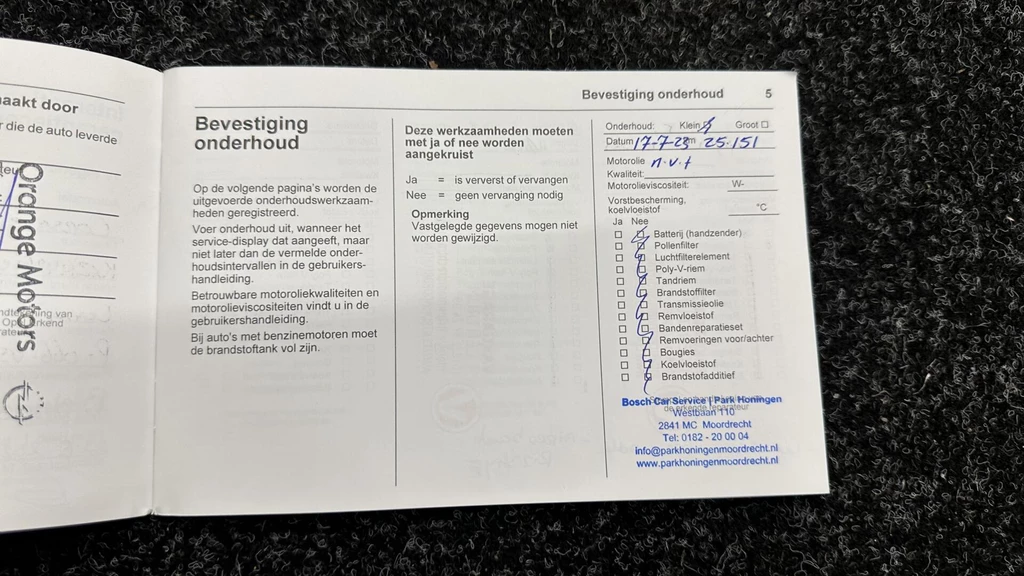 aakt door
die de auto leverde
Orange Motors
Bevestiging onderhoud 5
Bevestiging
onderhoud
Op de volgende pagina's worden de
uitgevoerde onderhoudswerkzaam-
heden geregistreerd.
Voer onderhoud uit, wanneer het
service-display dat aangeeft, maar
niet later dan de vermelde onder-
houdsintervallen in de gebruikers-
handleiding.
Betrouwbare motoroliekwaliteiten en
motorolieviscositeiten vindt u in de
gebruikershandleiding.
Bij auto's met benzinemotoren moet
de brandstoftank vol zijn.
Deze werkzaamheden moeten
met ja of nee worden
aangekruist
Ja = is ververst of vervangen
Nee = geen vervanging nodig
Opmerking
Vastgelegde gegevens mogen niet
worden gewijzigd.
Onderhoud: Klein Groot
Datum 17-7-23 km 25.151
Motorolie n.v.t
Kwaliteit:
Motorolieviscositeit: W-
Vorstbescherming,
koelvloeistof °C
Ja Nee
Batterij (handzender)
Pollenfilter
Luchtfilterelement
Poly-V-riem
Tandriem
Brandstoffilter
Transmissieolie
Remvloeistof
Bandenreparatieset
Remvoeringen voor/achter
Bougies
Koelvloeistof
Brandstofadditief
Bosch Car Service | Park Honingen
Westbaan 110
2841 MC Moordrecht
Tel: 0182 - 20 00 04
info@parkhoningenmoordrecht.nl
www.parkhoningenmoordrecht.nl